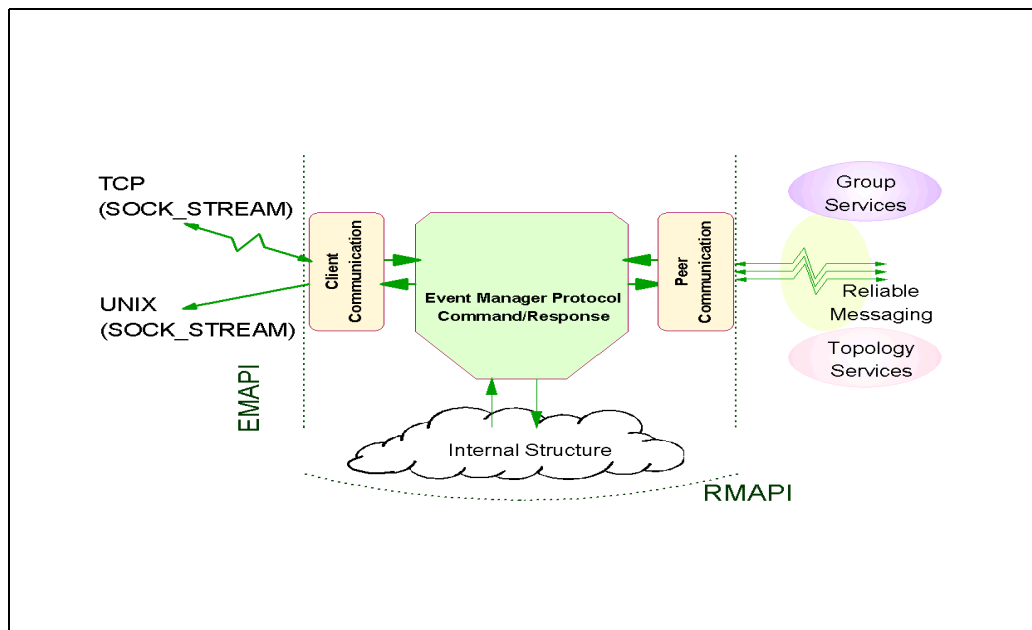 TCP
(SOCK_STREAM)
UNIX
(SOCK_STREAM)
EMAPI
Client
Communication
Event Manager Protocol
Command/Response
Internal Structure
Peer
Communication
RMAPI
Group
Services
Reliable
Messaging
Topology
Services